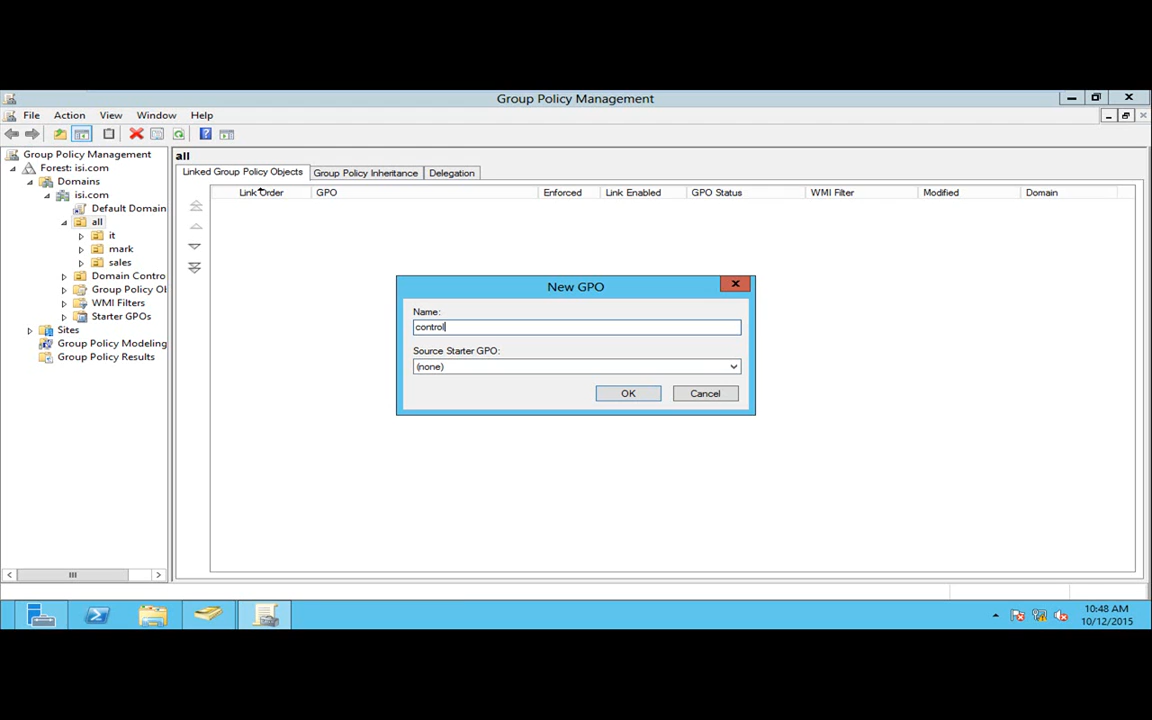 Group Policy Management
File Action View Window Help
Group Policy Management
Forest: isi.com
Domains
isi.com
Default Domain
all
it
mark
sales
Domain Contro
Group Policy Ob
WMI Filters
Starter GPOs
Sites
Group Policy Modeling
Group Policy Results
all
Linked Group Policy Objects Group Policy Inheritance Delegation
Link Order GPO Enforced Link Enabled GPO Status WMI Filter Modified Domain
New GPO
Name:
control
Source Starter GPO:
(none)
OK Cancel
10:48 AM
10/12/2015